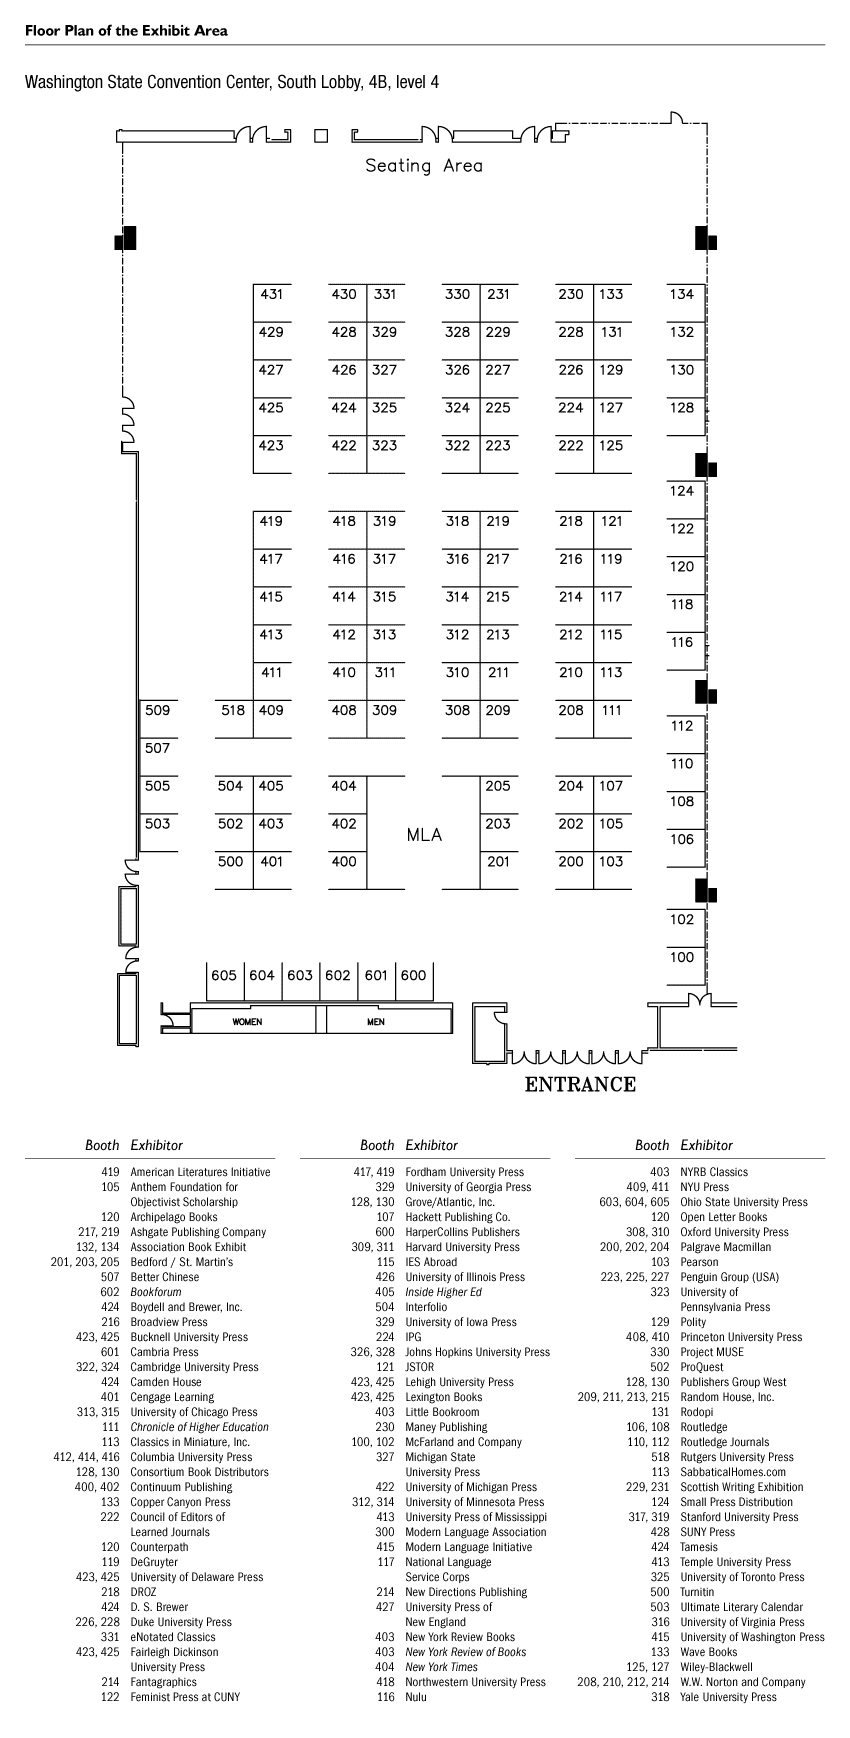 Floor Plan of the Exhibit Area
Washington State Convention Center, South Lobby, 4B, level 4
Seating Area
431 430 331 330 231 230 133 134
429 428 329 328 229 228 131 132
427 426 327 326 227 226 129 130
425 424 325 324 225 224 127 128
423 422 323 322 223 222 125
124
419 418 319 318 219 218 121
122
417 416 317 316 217 216 119
120
415 414 315 314 215 214 117
118
413 412 313 312 213 212 115
116
411 410 311 310 211 210 113
509 518 409 408 309 308 209 208 111
112
507
110
505 504 405 404 205 204 107
108
503 502 403 402 MLA 203 202 105
106
500 401 400 201 200 103
102
100
605 604 603 602 601 600
WOMEN MEN
ENTRANCE
Booth Exhibitor
419 American Literatures Initiative
105 Anthem Foundation for
Objectivist Scholarship
120 Archipelago Books
217, 219 Ashgate Publishing Company
132, 134 Association Book Exhibit
201, 203, 205 Bedford / St. Martin's
507 Better Chinese
602 Bookforum
424 Boydell and Brewer, Inc.
216 Broadview Press
423, 425 Bucknell University Press
601 Cambria Press
322, 324 Cambridge University Press
424 Camden House
401 Cengage Learning
313, 315 University of Chicago Press
111 Chronicle of Higher Education
113 Classics in Miniature, Inc.
412, 414, 416 Columbia University Press
128, 130 Consortium Book Distributors
400, 402 Continuum Publishing
133 Copper Canyon Press
222 Council of Editors of
Learned Journals
120 Counterpath
119 DeGruyter
423, 425 University of Delaware Press
218 DROZ
424 D. S. Brewer
226, 228 Duke University Press
331 eNotated Classics
423, 425 Fairleigh Dickinson
University Press
214 Fantagraphics
122 Feminist Press at CUNY
Booth Exhibitor
417, 419 Fordham University Press
329 University of Georgia Press
128, 130 Grove/Atlantic, Inc.
107 Hackett Publishing Co.
600 HarperCollins Publishers
309, 311 Harvard University Press
115 IES Abroad
426 University of Illinois Press
405 Inside Higher Ed
504 Interfolio
329 University of Iowa Press
224 IPG
326, 328 Johns Hopkins University Press
121 JSTOR
423, 425 Lehigh University Press
423, 425 Lexington Books
403 Little Bookroom
230 Maney Publishing
100, 102 McFarland and Company
327 Michigan State
University Press
422 University of Michigan Press
312, 314 University of Minnesota Press
413 University Press of Mississippi
300 Modern Language Association
415 Modern Language Initiative
117 National Language
Service Corps
214 New Directions Publishing
427 University Press of
New England
403 New York Review Books
403 New York Review of Books
404 New York Times
418 Northwestern University Press
116 Nulu
Booth Exhibitor
403 NYRB Classics
409, 411 NYU Press
603, 604, 605 Ohio State University Press
120 Open Letter Books
308, 310 Oxford University Press
200, 202, 204 Palgrave Macmillan
103 Pearson
223, 225, 227 Penguin Group (USA)
323 University of
Pennsylvania Press
129 Polity
408, 410 Princeton University Press
330 Project MUSE
502 ProQuest
128, 130 Publishers Group West
209, 211, 213, 215 Random House, Inc.
131 Rodopi
106, 108 Routledge
110, 112 Routledge Journals
518 Rutgers University Press
113 SabbaticalHomes.com
229, 231 Scottish Writing Exhibition
124 Small Press Distribution
317, 319 Stanford University Press
428 SUNY Press
424 Tamesis
413 Temple University Press
325 University of Toronto Press
500 Turnitin
503 Ultimate Literary Calendar
316 University of Virginia Press
415 University of Washington Press
133 Wave Books
125, 127 Wiley-Blackwell
208, 210, 212, 214 W.W. Norton and Company
318 Yale University Press